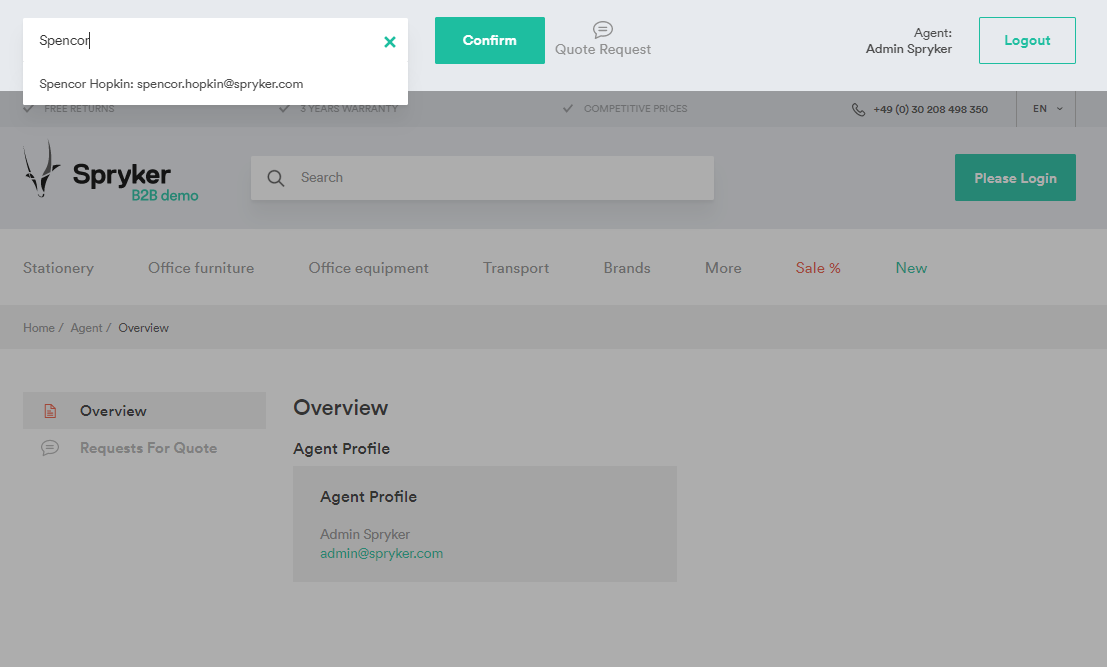 Spencor
Confirm
Quote Request
Agent:
Admin Spryker
Logout
Spencor Hopkin: spencor.hopkin@spryker.com
FREE RETURNS
3 YEARS WARRANTY
COMPETITIVE PRICES
+49 (0) 30 208 498 350
EN
Spryker
B2B demo
Search
Please Login
Stationery
Office furniture
Office equipment
Transport
Brands
More
Sale %
New
Home / Agent / Overview
Overview
Requests For Quote
Overview
Agent Profile
Agent Profile
Admin Spryker
admin@spryker.com